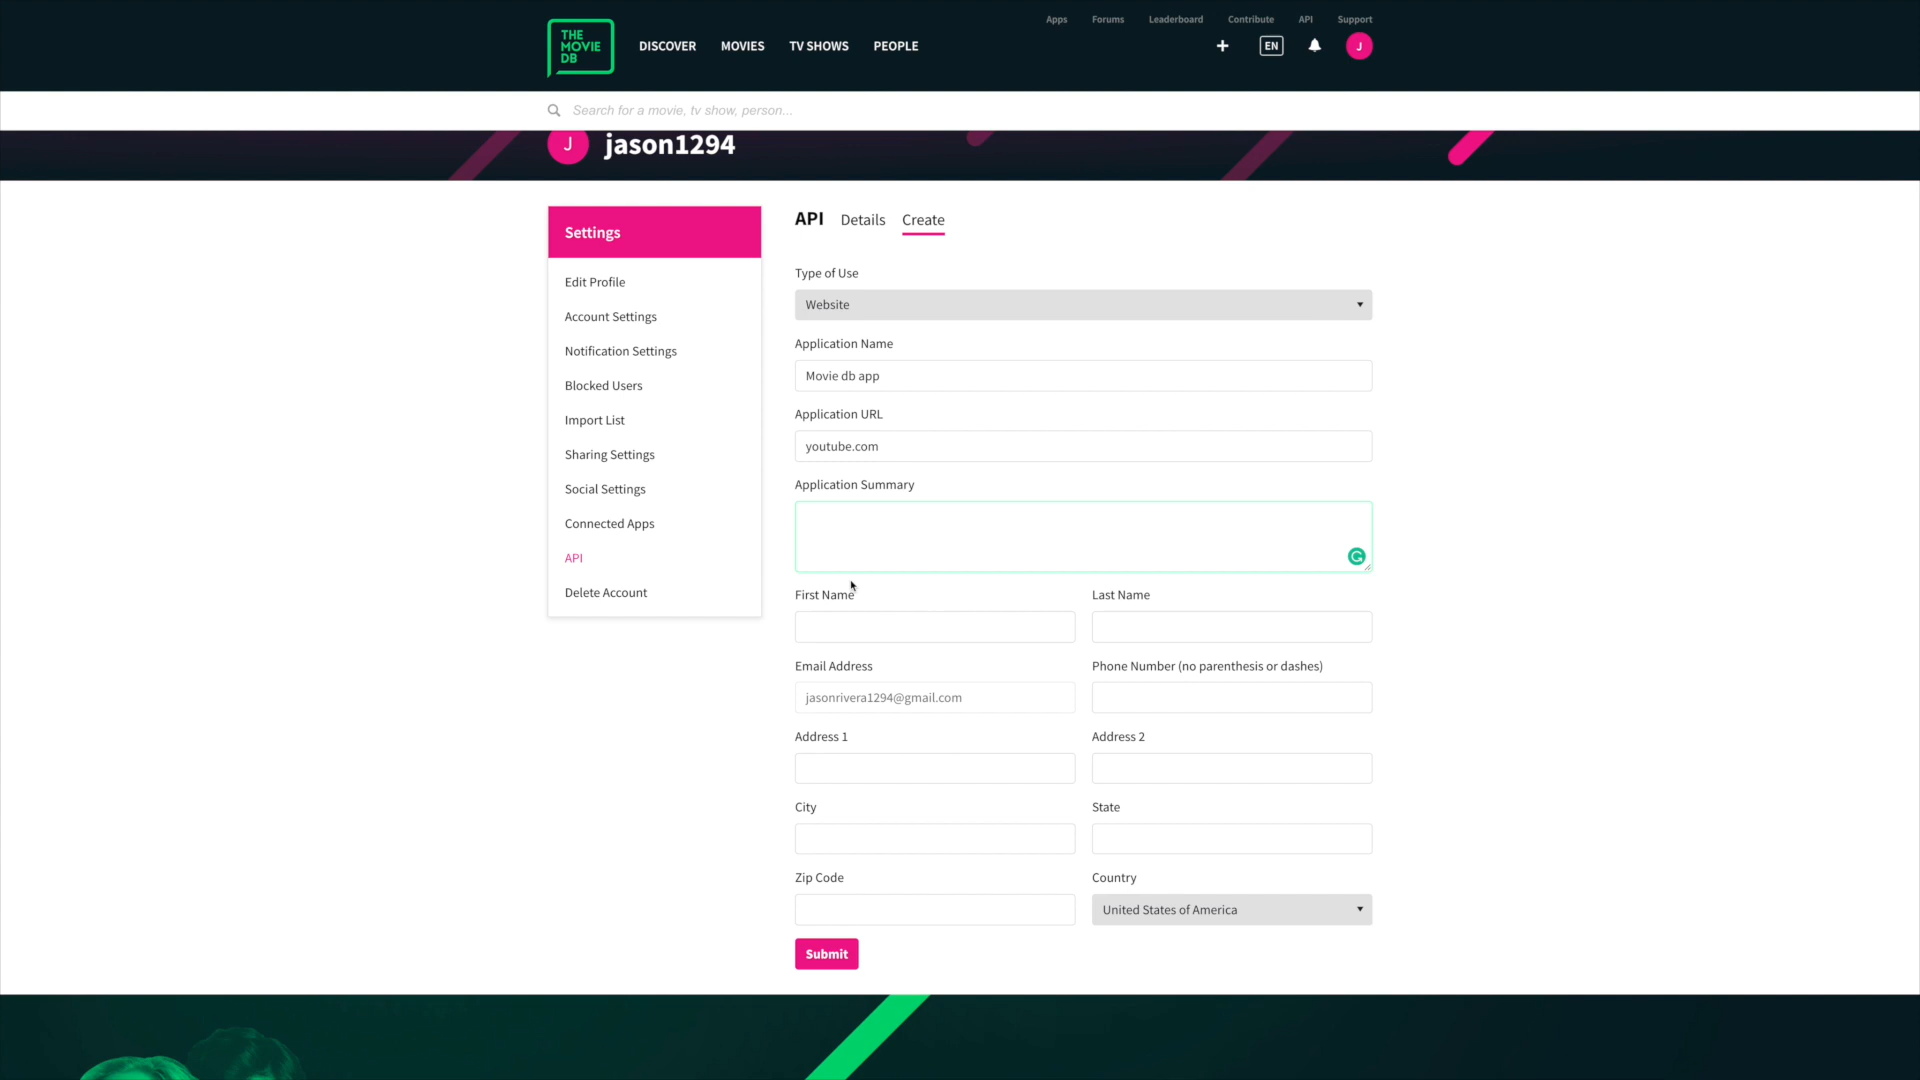 Apps Forums Leaderboard Contribute API Support
THE
MOVIE
DB
DISCOVER MOVIES TV SHOWS PEOPLE
EN
J
Search for a movie, tv show, person...
J jason1294
Settings
Edit Profile
Account Settings
Notification Settings
Blocked Users
Import List
Sharing Settings
Social Settings
Connected Apps
API
Delete Account
API Details Create
Type of Use
Website
Application Name
Movie db app
Application URL
youtube.com
Application Summary
First Name Last Name
Email Address Phone Number (no parenthesis or dashes)
jasonrivera1294@gmail.com
Address 1 Address 2
City State
Zip Code Country
United States of America
Submit